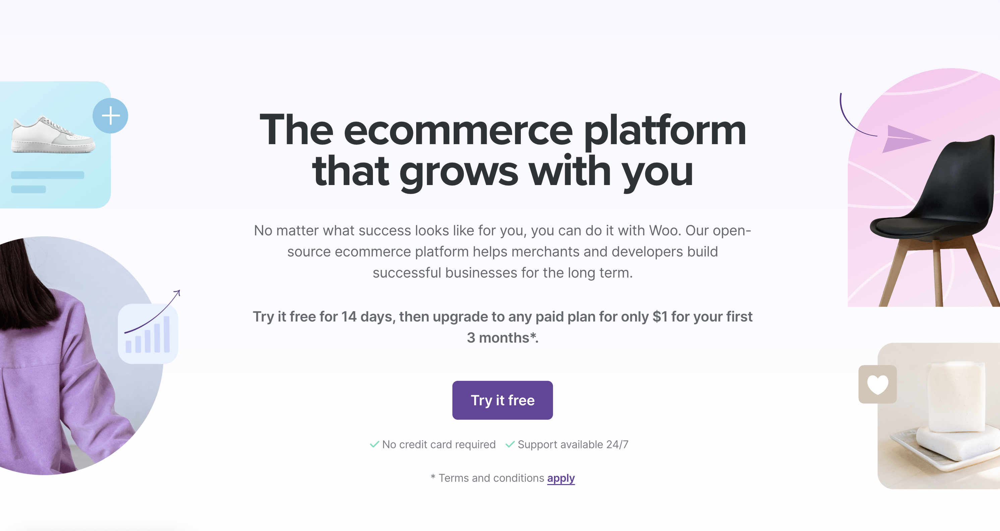 The ecommerce platform
that grows with you
No matter what success looks like for you, you can do it with Woo. Our open-
source ecommerce platform helps merchants and developers build
successful businesses for the long term.
Try it free for 14 days, then upgrade to any paid plan for only $1 for your first
3 months*.
Try it free
No credit card required Support available 24/7
* Terms and conditions apply